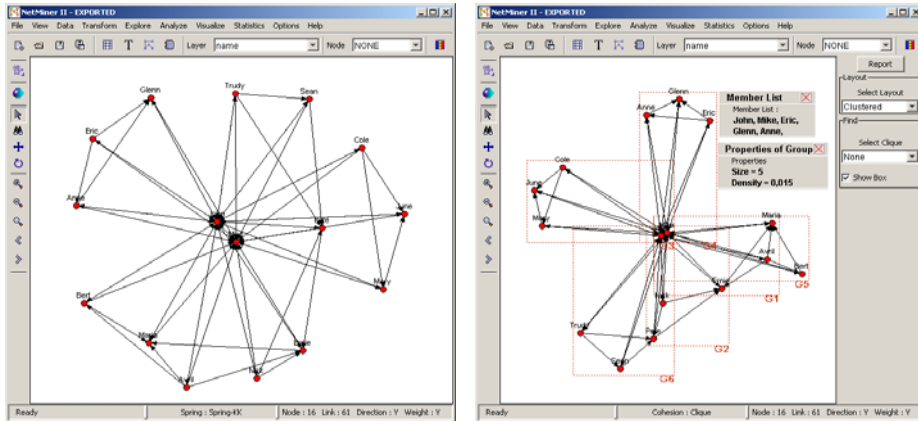 NetMiner II - EXPORTED
File View Data Transform Explore Analyze Visualize Statistics Options Help
Layer name Node NONE
Glenn
Trudy
Sean
Eric
Cole
Anne
June
Mary
Bert
Maria
Avril
Ready Spring : Spring-KK Node : 16 Link : 61 Direction : Y Weight : Y
NetMiner II - EXPORTED
File View Data Transform Explore Analyze Visualize Statistics Options Help
Layer name Node NONE
Report
Layout
Select Layout
Clustered
Find
Select Clique
None
Show Box
Member List
Member List :
John, Mike, Eric,
Glenn, Anne,
Properties of Group
Properties
Size = 5
Density = 0,015
Glenn
Anne
Eric
Cole
June
Mary
Maria
G3
G4
Avril
Bert
G5
G1
Trudy
G2
G6
Ready Cohesion : Clique Node : 16 Link : 61 Direction : Y Weight : Y